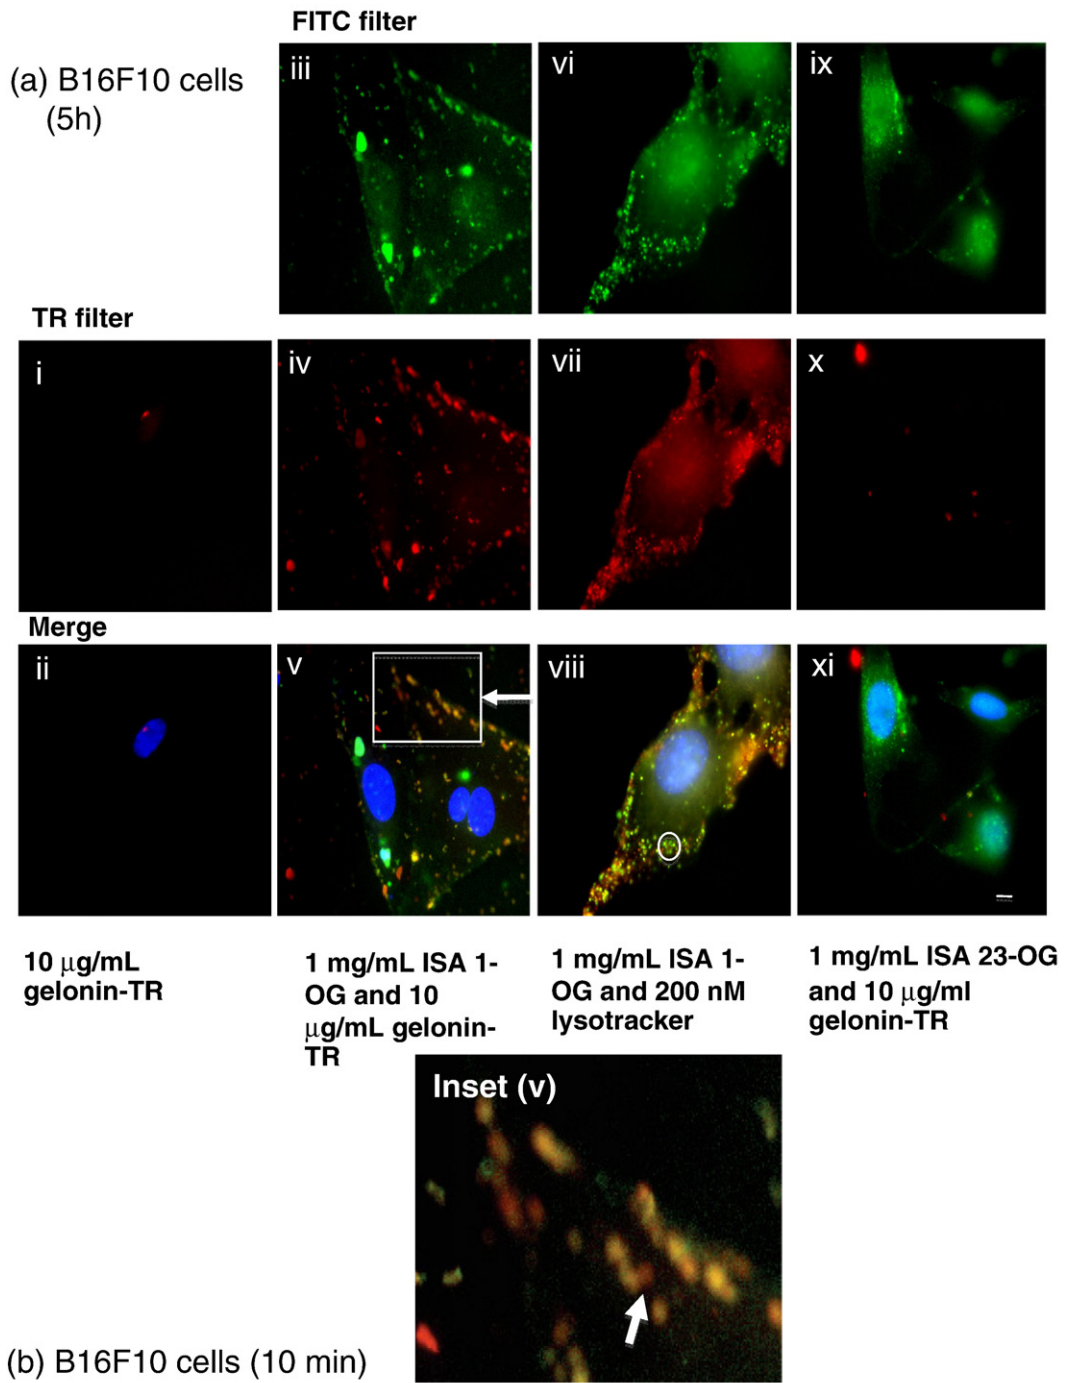 FITC filter
(a) B16F10 cells
(5h)
iii
vi
ix
TR filter
i
iv
vii
x
Merge
ii
v
viii
xi
10 μg/mL
gelonin-TR
1 mg/mL ISA 1-
OG and 10
μg/mL gelonin-
TR
1 mg/mL ISA 1-
OG and 200 nM
lysotracker
1 mg/mL ISA 23-OG
and 10 μg/ml
gelonin-TR
Inset (v)
(b) B16F10 cells (10 min)